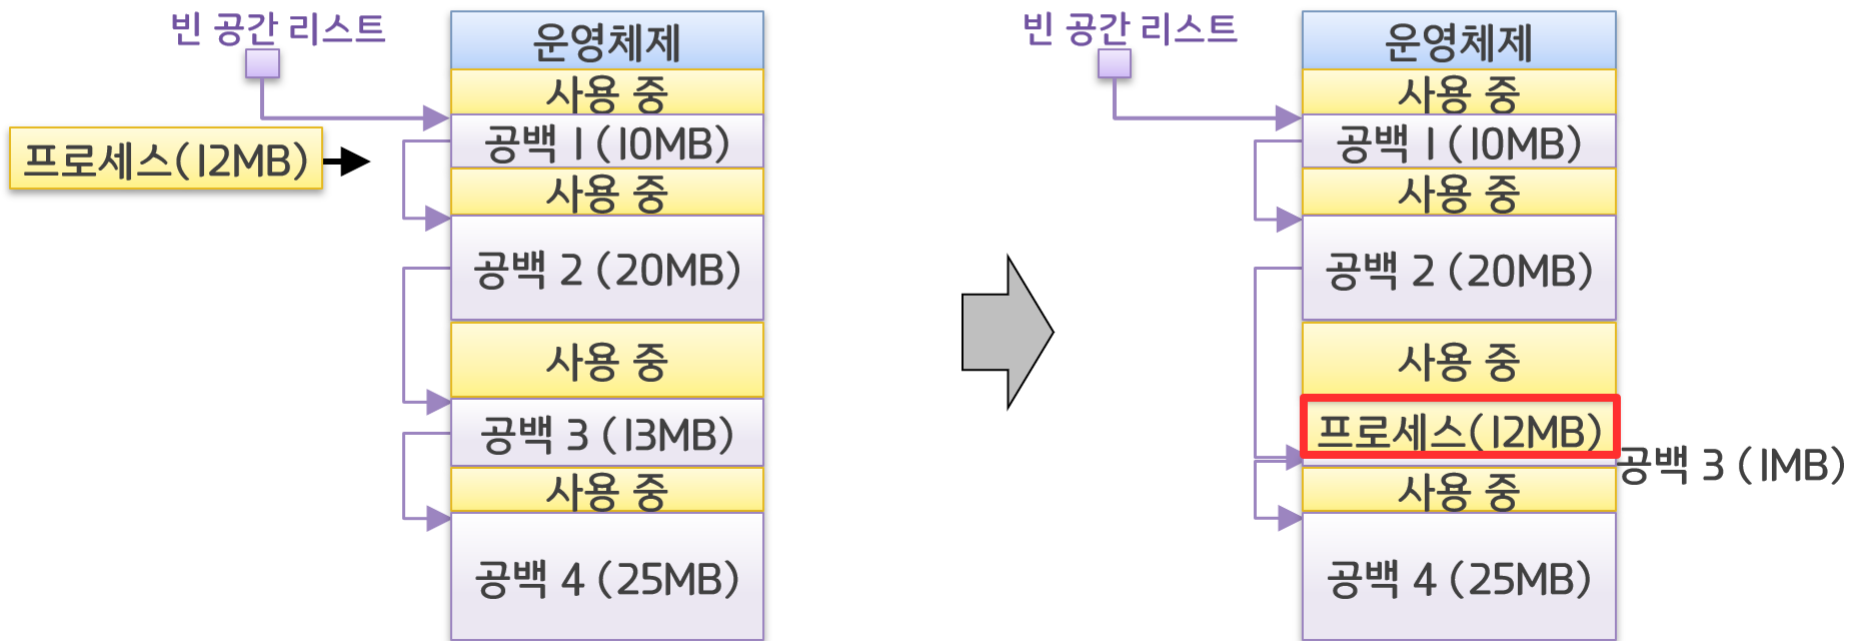 빈 공간 리스트
운영체제
사용 중
프로세스(12MB)
공백 1 (10MB)
사용 중
공백 2 (20MB)
사용 중
공백 3 (13MB)
사용 중
공백 4 (25MB)
빈 공간 리스트
운영체제
사용 중
공백 1 (10MB)
사용 중
공백 2 (20MB)
사용 중
프로세스(12MB)
공백 3 (1MB)
사용 중
공백 4 (25MB)